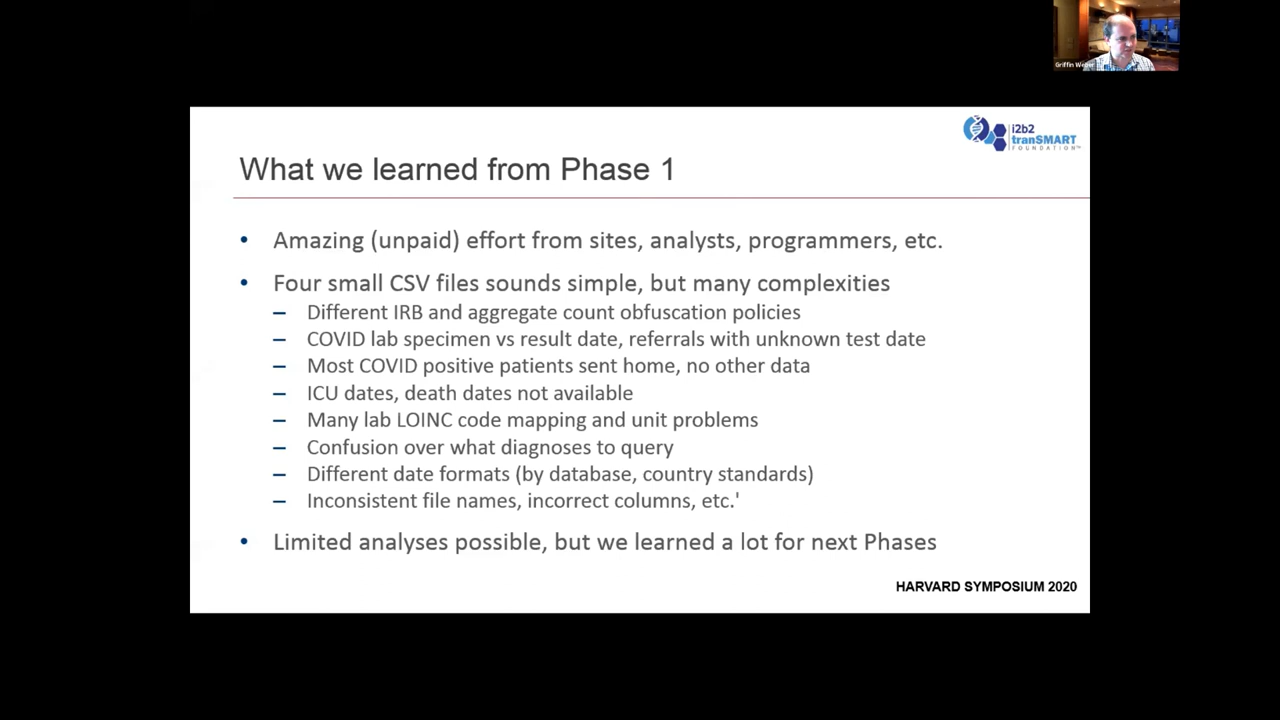 Griffin Weber
i2b2
tranSMART
FOUNDATION™
What we learned from Phase 1
• Amazing (unpaid) effort from sites, analysts, programmers, etc.
• Four small CSV files sounds simple, but many complexities
– Different IRB and aggregate count obfuscation policies
– COVID lab specimen vs result date, referrals with unknown test date
– Most COVID positive patients sent home, no other data
– ICU dates, death dates not available
– Many lab LOINC code mapping and unit problems
– Confusion over what diagnoses to query
– Different date formats (by database, country standards)
– Inconsistent file names, incorrect columns, etc.'
• Limited analyses possible, but we learned a lot for next Phases
HARVARD SYMPOSIUM 2020